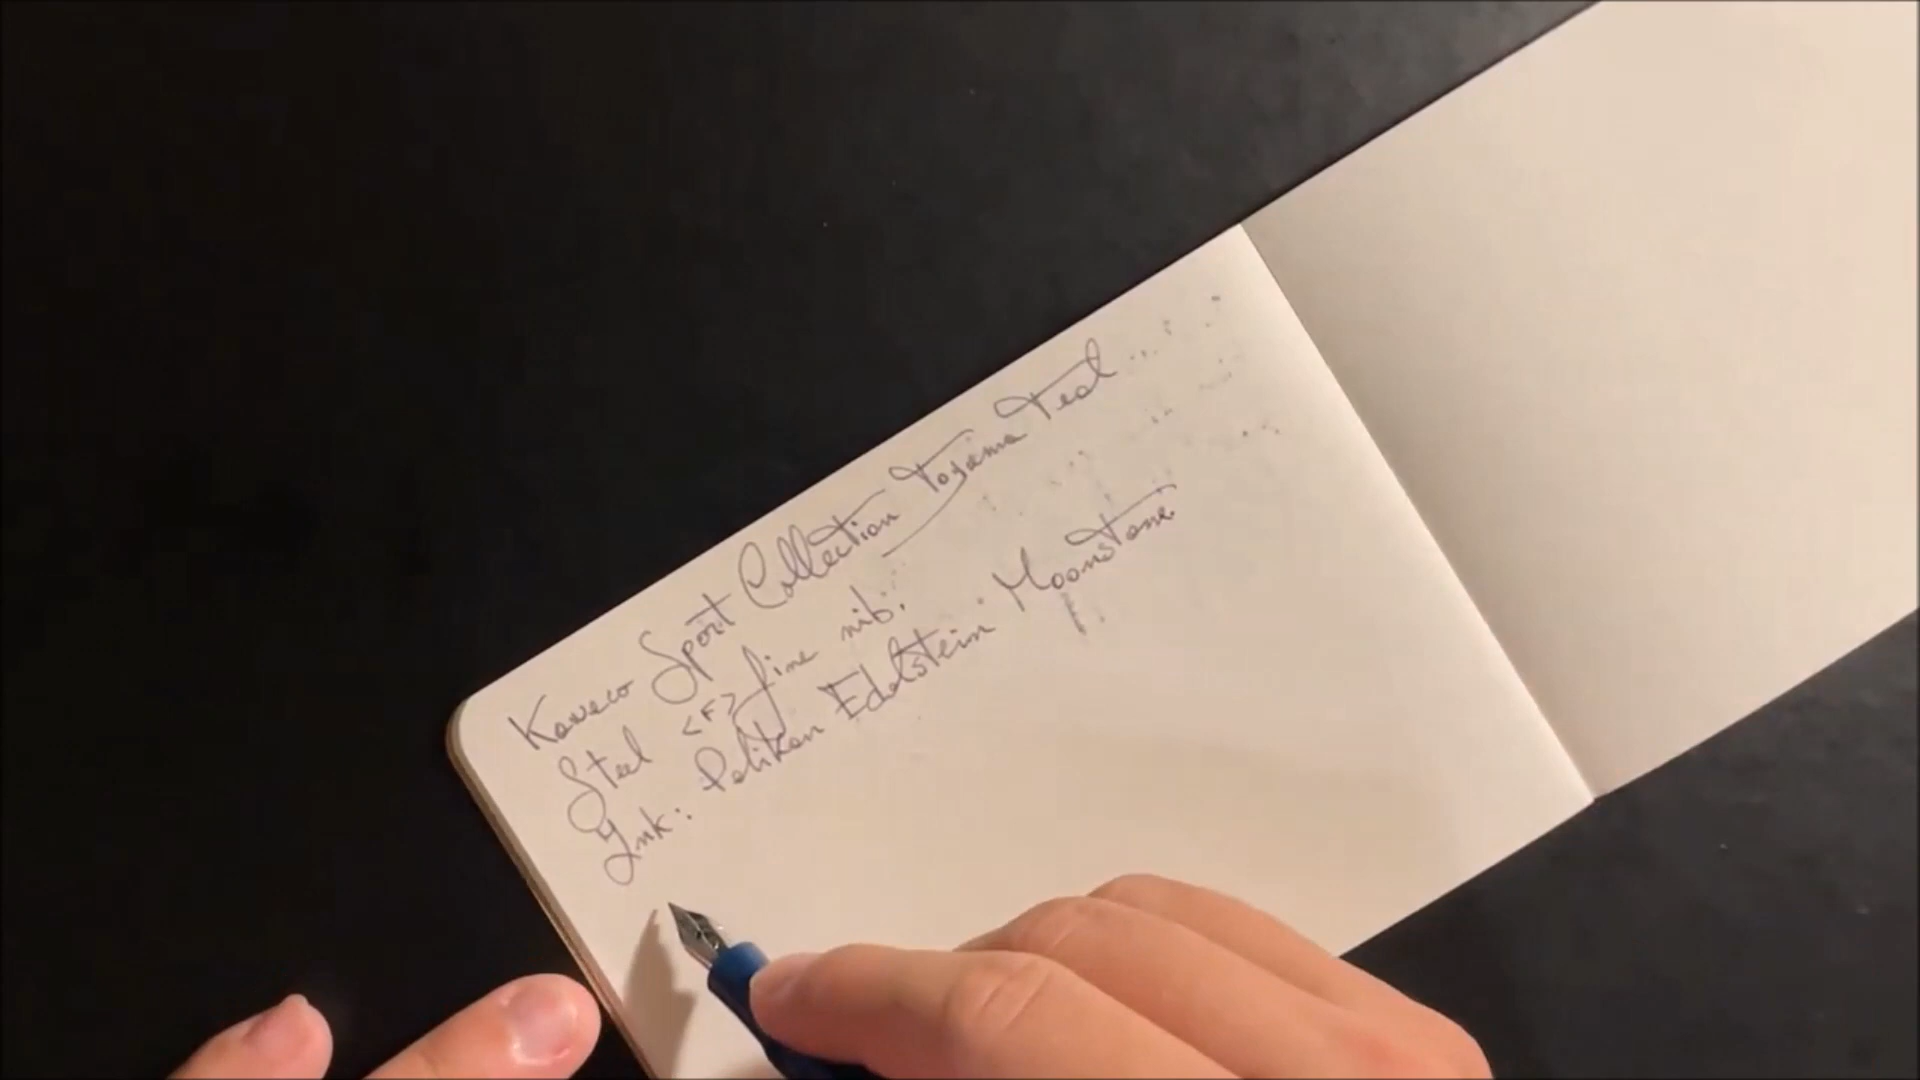 Kaweco Sport Collection Toyama Teal
Steel <F> fine nib.
Ink: Pelikan Edelstein Moonstone